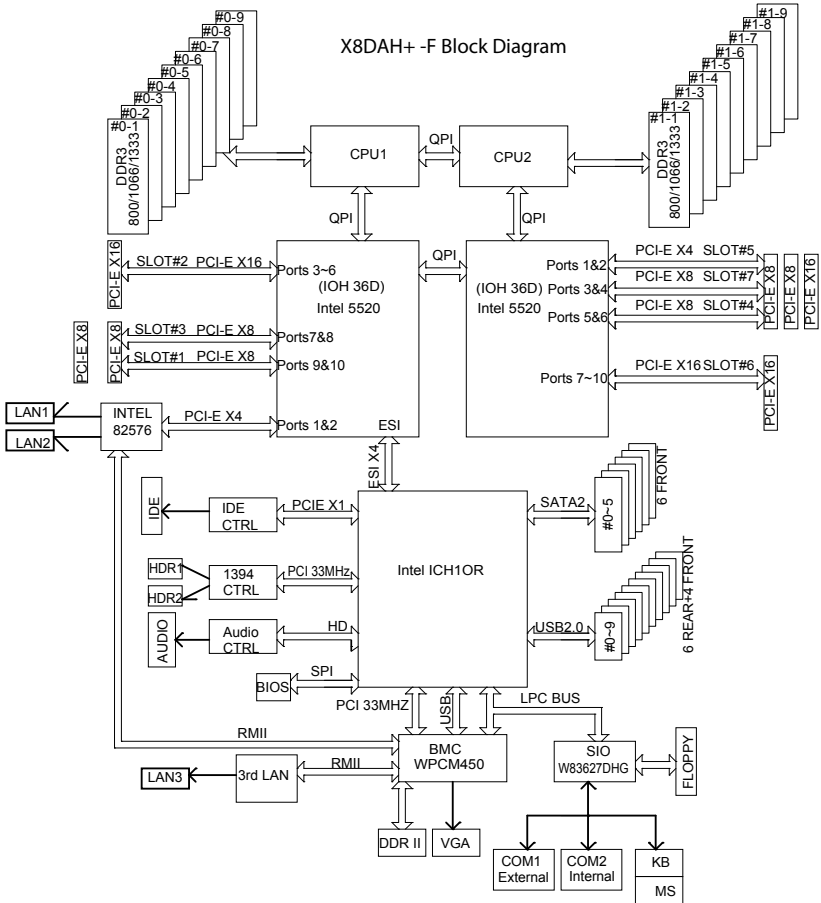 X8DAH+ -F Block Diagram
#0-9
#0-8
#0-7
#0-6
#0-5
#0-4
#0-3
#0-2
#0-1
DDR3
800/1066/1333
#1-9
#1-8
#1-7
#1-6
#1-5
#1-4
#1-3
#1-2
#1-1
DDR3
800/1066/1333
CPU1
QPI
CPU2
QPI
QPI
PCI-E X16
SLOT#2 PCI-E X16
Ports 3~6
(IOH 36D)
Intel 5520
QPI
(IOH 36D)
Intel 5520
Ports 1&2
PCI-E X4 SLOT#5
Ports 3&4
PCI-E X8 SLOT#7
Ports 5&6
PCI-E X8 SLOT#4
PCI-E X8
PCI-E X8
PCI-E X16
PCI-E X8
PCI-E X8
SLOT#3 PCI-E X8
Ports7&8
SLOT#1 PCI-E X8
Ports 9&10
Ports 7~10
PCI-E X16 SLOT#6
PCI-E X16
LAN1
LAN2
INTEL
82576
PCI-E X4
Ports 1&2
ESI
ESI X4
IDE
IDE
CTRL
PCIE X1
SATA2
#0~5
6 FRONT
HDR1
HDR2
1394
CTRL
PCI 33MHz
Intel ICH1OR
AUDIO
Audio
CTRL
HD
USB2.0
#0~9
6 REAR+4 FRONT
BIOS
SPI
PCI 33MHZ
USB
LPC BUS
RMII
BMC
WPCM450
SIO
W83627DHG
FLOPPY
LAN3
3rd LAN
RMII
DDR II
VGA
COM1
External
COM2
Internal
KB
MS